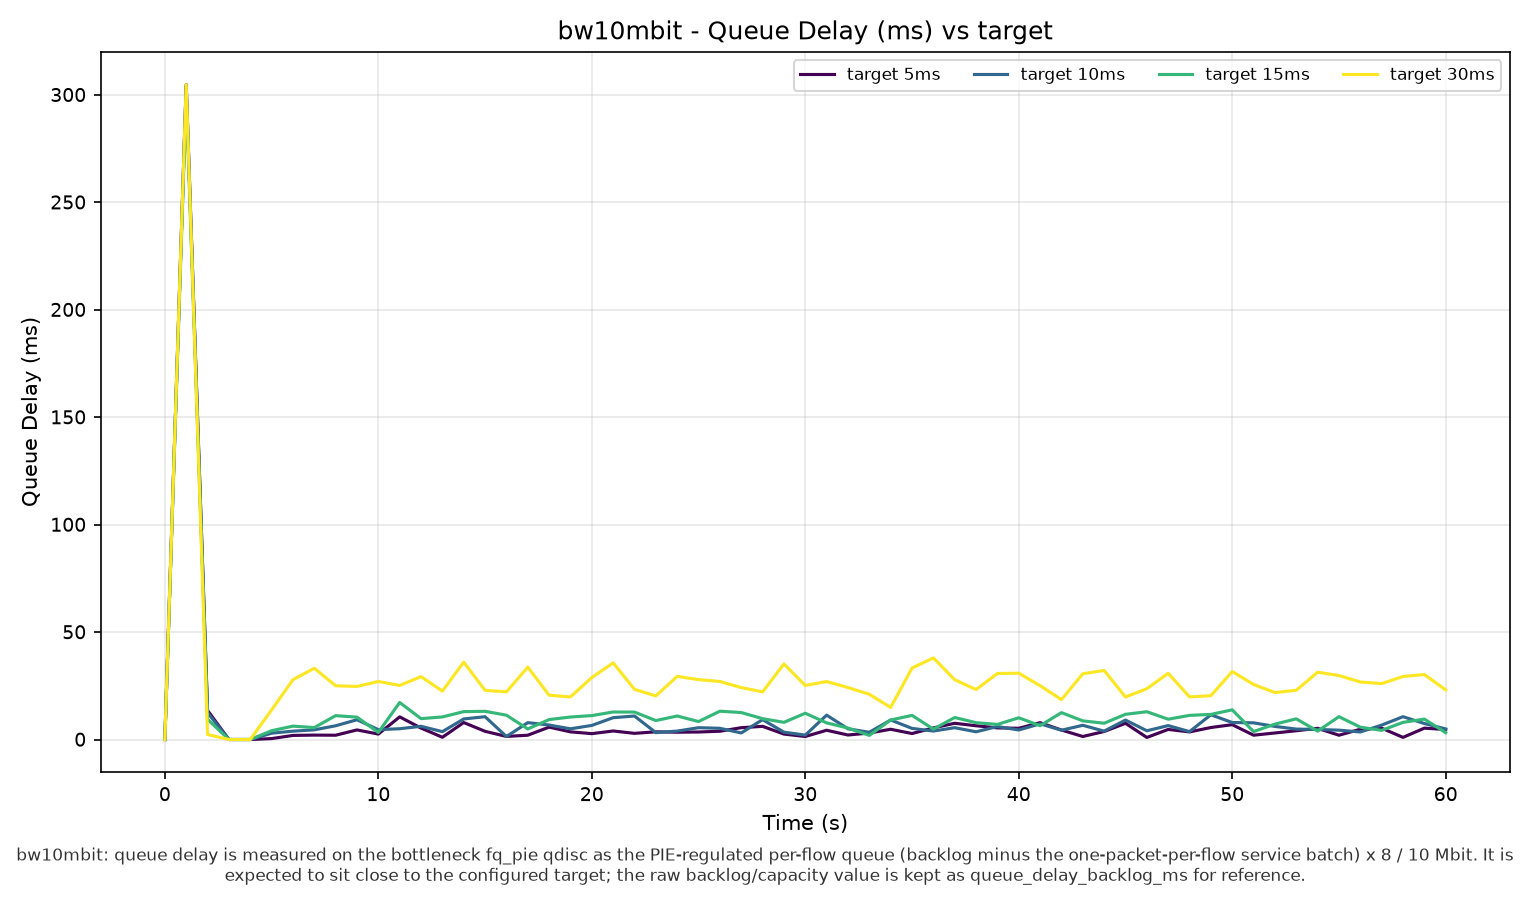 bw10mbit - Queue Delay (ms) vs target
target 5ms
target 10ms
target 15ms
target 30ms
Queue Delay (ms)
300
250
200
150
100
50
0
0
10
20
30
40
50
60
Time (s)
bw10mbit: queue delay is measured on the bottleneck fq_pie qdisc as the PIE-regulated per-flow queue (backlog minus the one-packet-per-flow service batch) x 8 / 10 Mbit. It is
expected to sit close to the configured target; the raw backlog/capacity value is kept as queue_delay_backlog_ms for reference.